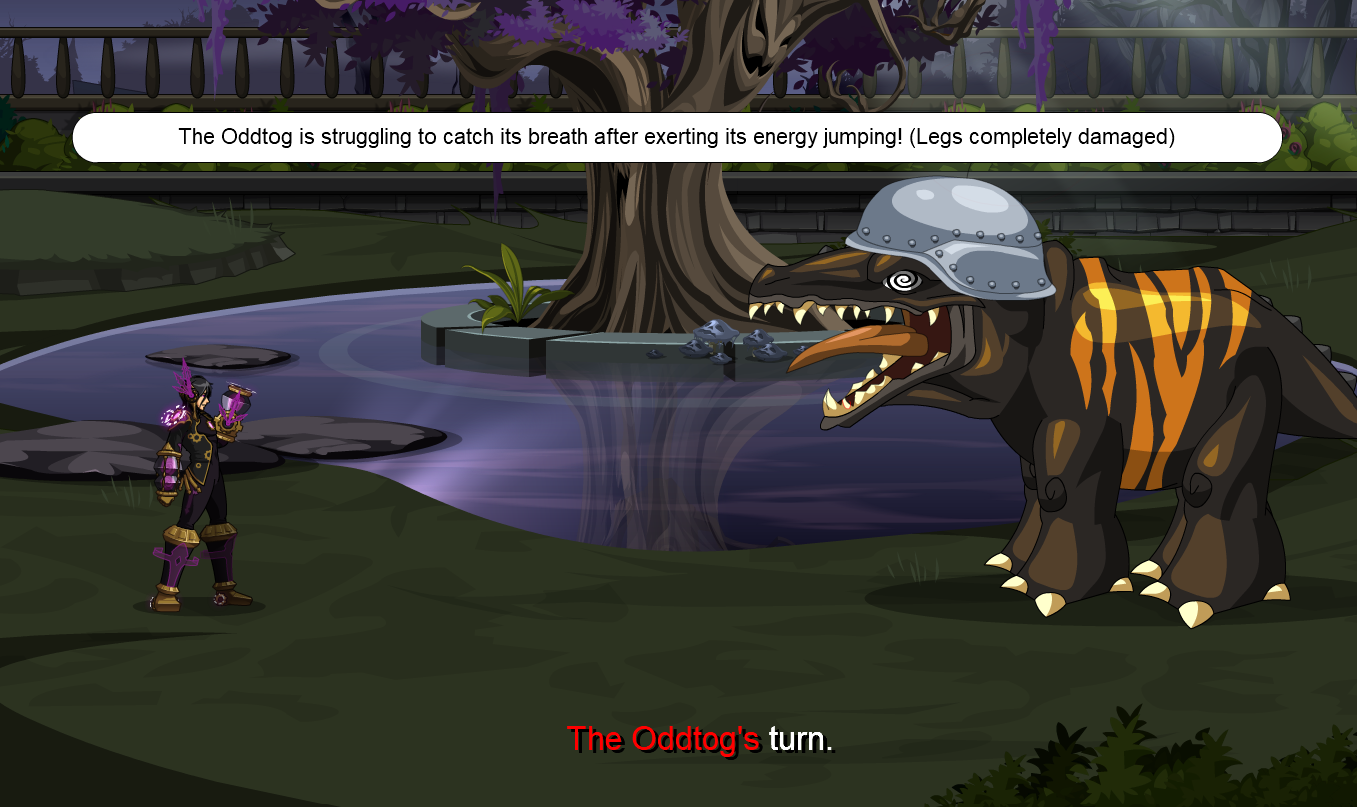 The Oddtog is struggling to catch its breath after exerting its energy jumping! (Legs completely damaged)
The Oddtog's turn.